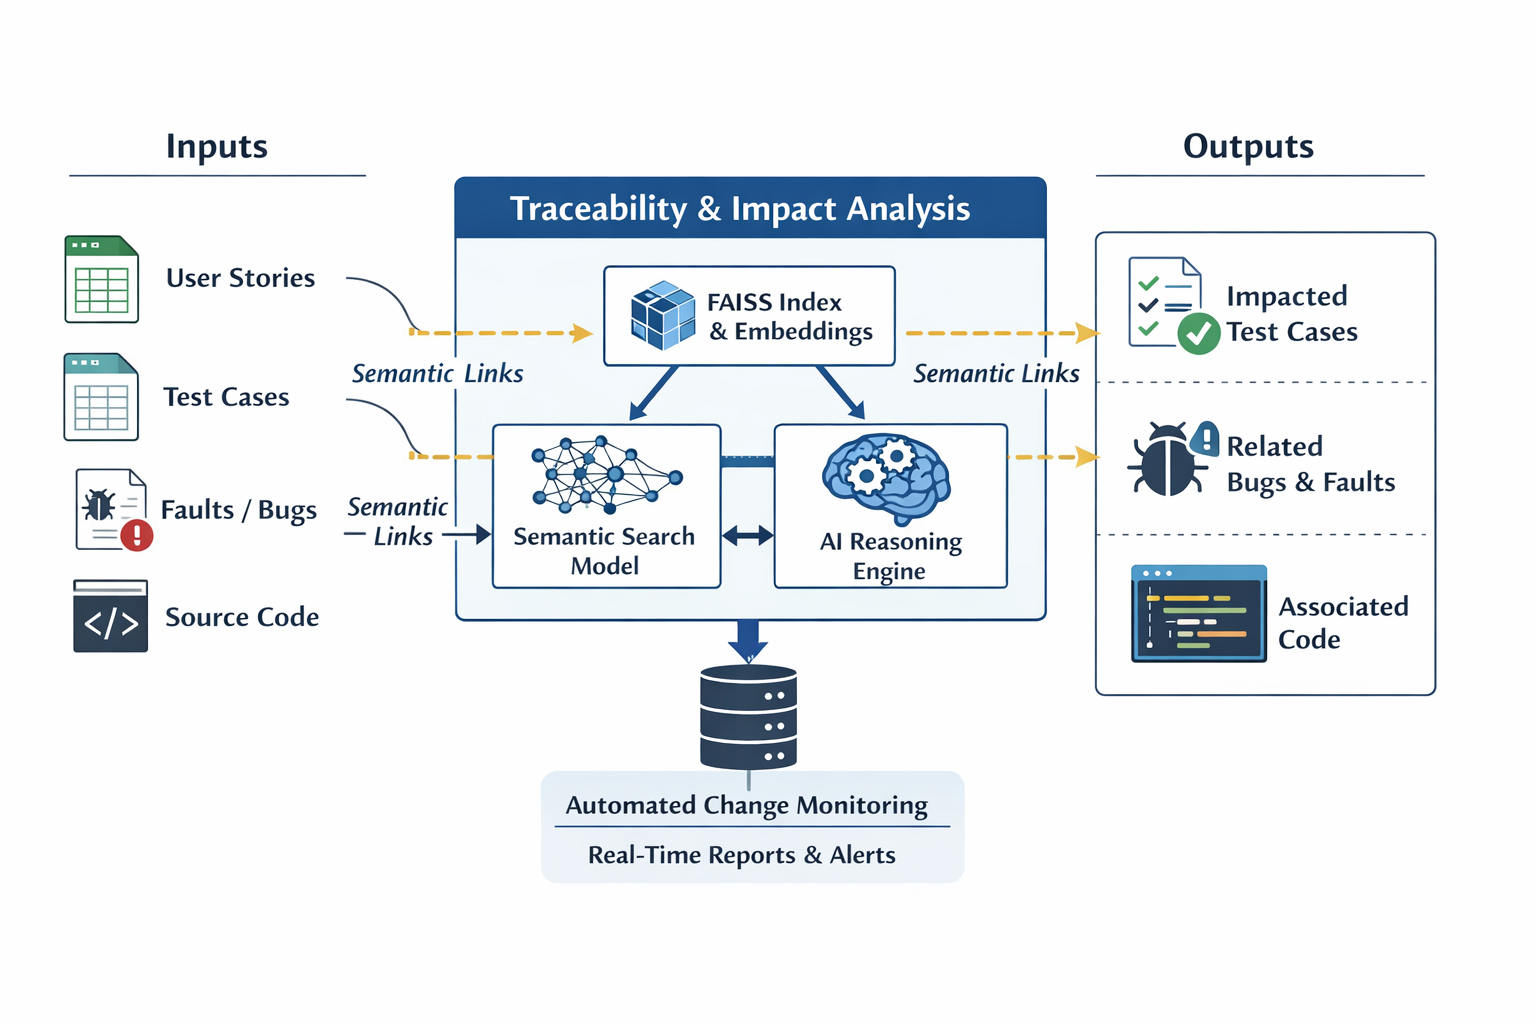 Inputs
User Stories
Test Cases
Faults / Bugs
Source Code
Semantic Links
Semantic
Links
Traceability & Impact Analysis
FAISS Index
& Embeddings
Semantic Search
Model
AI Reasoning
Engine
Semantic Links
Automated Change Monitoring
Real-Time Reports & Alerts
Outputs
Impacted
Test Cases
Related
Bugs & Faults
Associated
Code